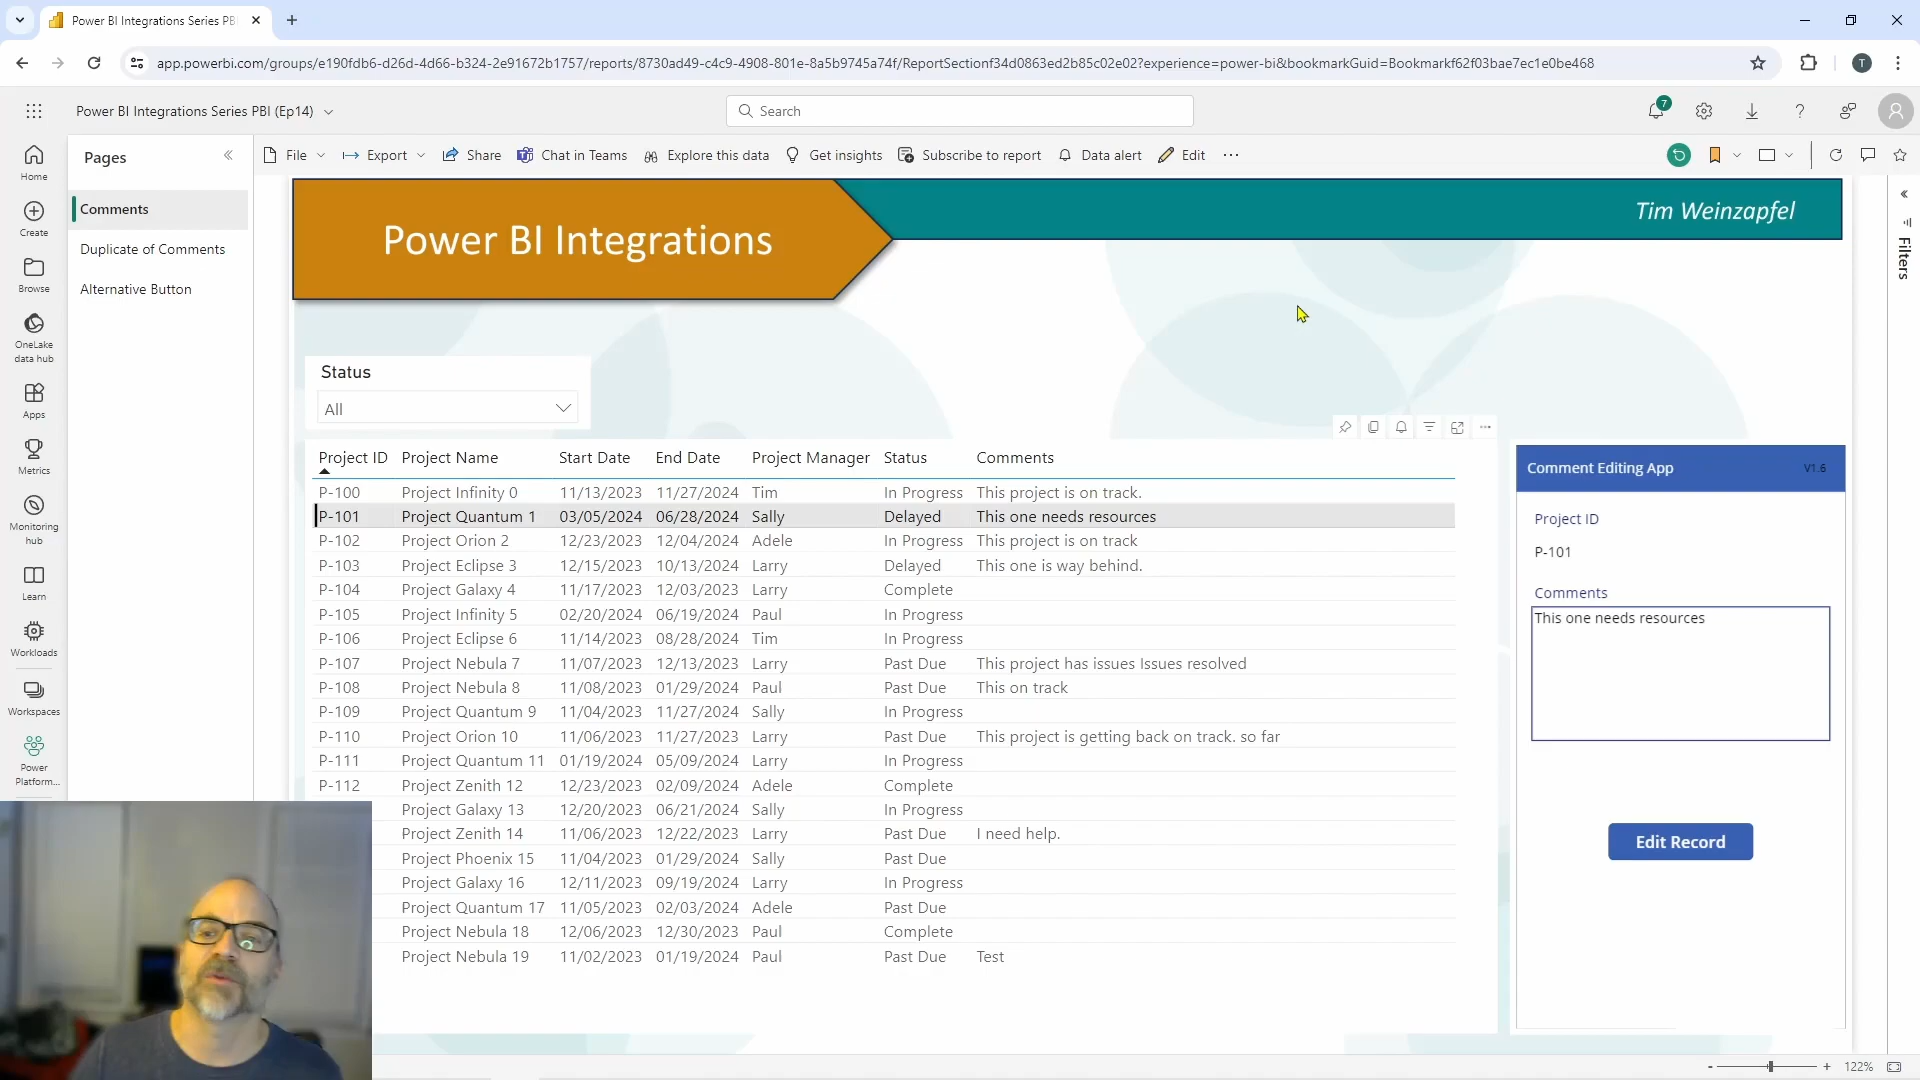 Power BI Integrations Series PB
app.powerbi.com/groups/e190fdb6-d26d-4d66-b324-2e91672b1757/reports/8730ad49-c4c9-4908-801e-8a5b9745a74f/ReportSectionf34d0863ed2b85c02e02?experience=power-bi&bookmarkGuid=Bookmarkf62f03bae7ec1e0be468
T
Power BI Integrations Series PBI (Ep14)
Search
7
Home
Create
Browse
OneLake
data hub
Apps
Metrics
Monitoring
hub
Learn
Workloads
Workspaces
Power
Platform...
Pages
Comments
Duplicate of Comments
Alternative Button
File Export Share Chat in Teams Explore this data Get insights Subscribe to report Data alert Edit ...
Power BI Integrations
Tim Weinzapfel
Filters
Status
All
Project ID Project Name Start Date End Date Project Manager Status Comments
P-100 Project Infinity 0 11/13/2023 11/27/2024 Tim In Progress This project is on track.
P-101 Project Quantum 1 03/05/2024 06/28/2024 Sally Delayed This one needs resources
P-102 Project Orion 2 12/23/2023 12/04/2024 Adele In Progress This project is on track
P-103 Project Eclipse 3 12/15/2023 10/13/2024 Larry Delayed This one is way behind.
P-104 Project Galaxy 4 11/17/2023 12/03/2023 Larry Complete
P-105 Project Infinity 5 02/20/2024 06/19/2024 Paul In Progress
P-106 Project Eclipse 6 11/14/2023 08/28/2024 Tim In Progress
P-107 Project Nebula 7 11/07/2023 12/13/2023 Larry Past Due This project has issues Issues resolved
P-108 Project Nebula 8 11/08/2023 01/29/2024 Paul Past Due This on track
P-109 Project Quantum 9 11/04/2023 11/27/2024 Sally In Progress
P-110 Project Orion 10 11/06/2023 11/27/2023 Larry Past Due This project is getting back on track. so far
P-111 Project Quantum 11 01/19/2024 05/09/2024 Larry In Progress
P-112 Project Zenith 12 12/23/2023 02/09/2024 Adele Complete
Project Galaxy 13 12/20/2023 06/21/2024 Sally In Progress
Project Zenith 14 11/06/2023 12/22/2023 Larry Past Due I need help.
Project Phoenix 15 11/04/2023 01/29/2024 Sally Past Due
Project Galaxy 16 12/11/2023 09/19/2024 Larry In Progress
Project Quantum 17 11/05/2023 02/03/2024 Adele Past Due
Project Nebula 18 12/06/2023 12/30/2023 Paul Complete
Project Nebula 19 11/02/2023 01/19/2024 Paul Past Due Test
Comment Editing App V1.6
Project ID
P-101
Comments
This one needs resources
Edit Record
- + 122%